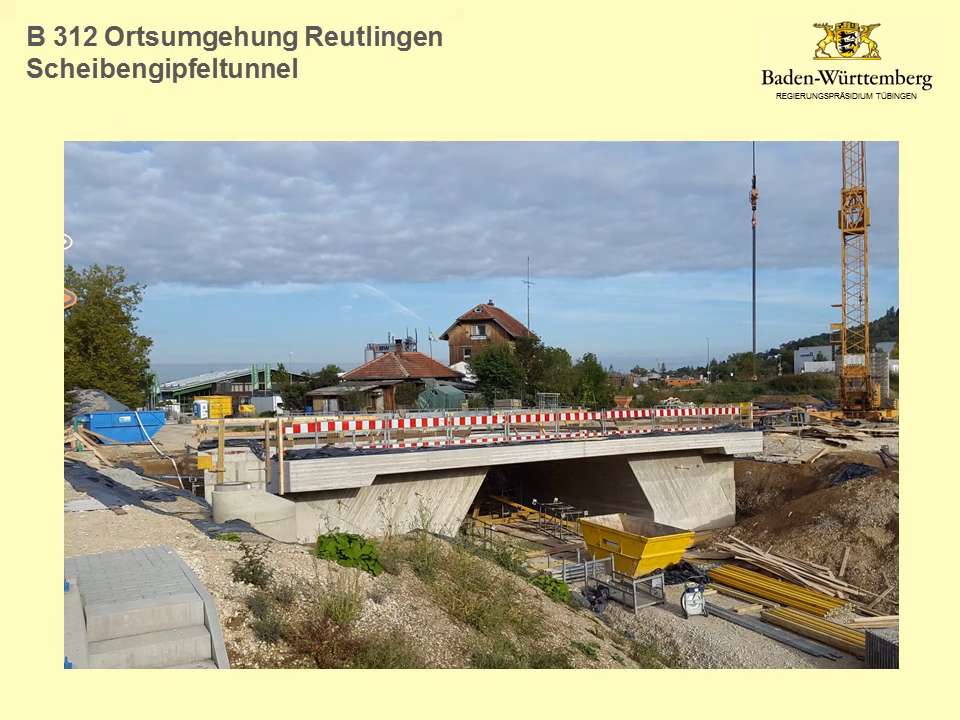 B 312 Ortsumgehung Reutlingen
Scheibengipfeltunnel
Baden-Württemberg
REGIERUNGSPRÄSIDIUM TÜBINGEN